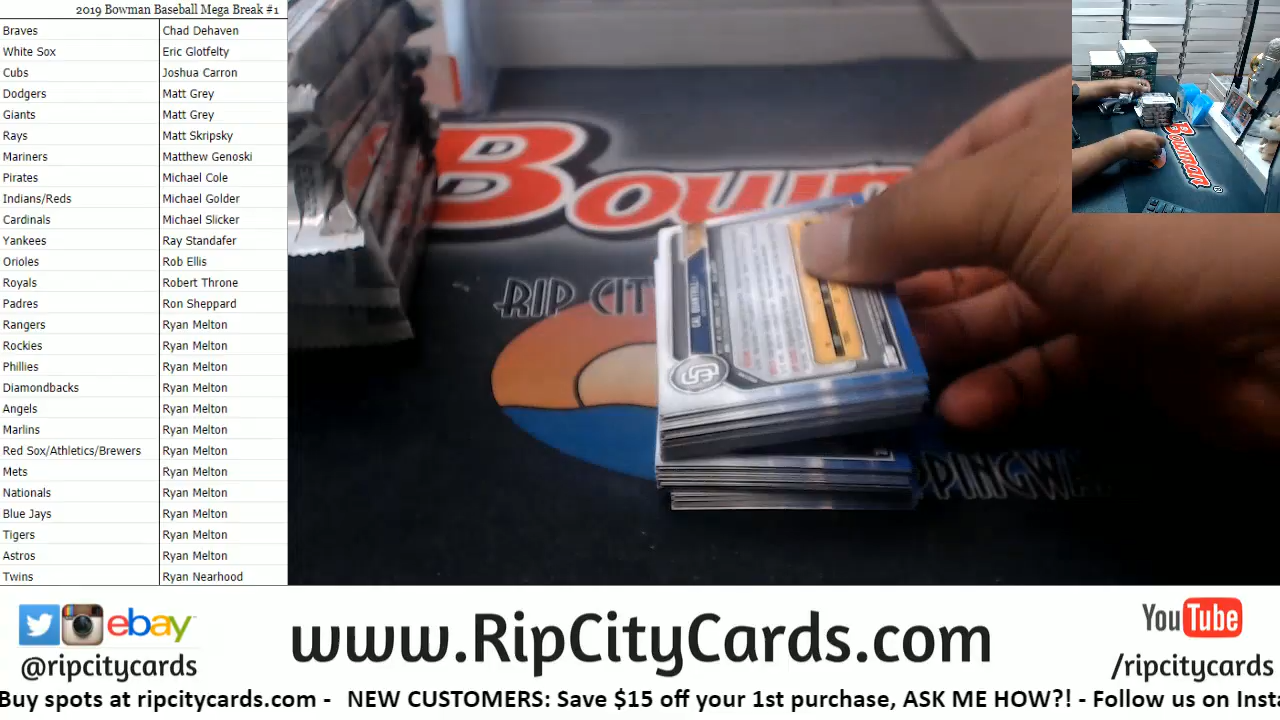 2019 Bowman Baseball Mega Break #1
Braves Chad Dehaven
White Sox Eric Glotfelty
Cubs Joshua Carron
Dodgers Matt Grey
Giants Matt Grey
Rays Matt Skripsky
Mariners Matthew Genoski
Pirates Michael Cole
Indians/Reds Michael Golder
Cardinals Michael Slicker
Yankees Ray Standafer
Orioles Rob Ellis
Royals Robert Throne
Padres Ron Sheppard
Rangers Ryan Melton
Rockies Ryan Melton
Phillies Ryan Melton
Diamondbacks Ryan Melton
Angels Ryan Melton
Marlins Ryan Melton
Red Sox/Athletics/Brewers Ryan Melton
Mets Ryan Melton
Nationals Ryan Melton
Blue Jays Ryan Melton
Tigers Ryan Melton
Astros Ryan Melton
Twins Ryan Nearhood
B Bowm
RIP CIT
CAL QUANTRILL
SD
PPINGW
Bowman
ebay
@ripcitycards
www.RipCityCards.com
YouTube
/ripcitycards
Buy spots at ripcitycards.com - NEW CUSTOMERS: Save $15 off your 1st purchase, ASK ME HOW?! - Follow us on Insta